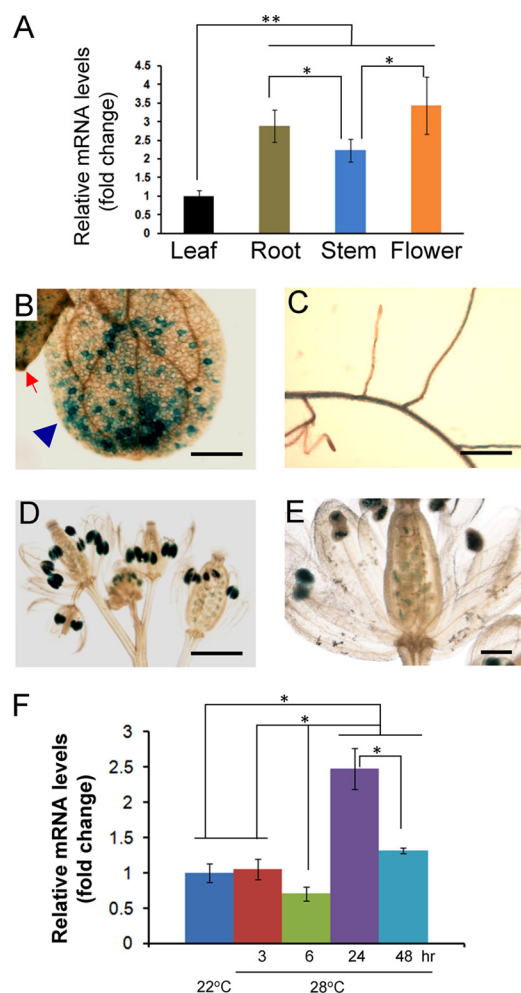 A
**
*
*
Relative mRNA levels
(fold change)
4.5
4
3.5
3
2.5
2
1.5
1
0.5
0
Leaf Root Stem Flower
B
C
D
E
F
*
*
*
Relative mRNA levels
(fold change)
3
2.5
2
1.5
1
0.5
0
3 6 24 48 hr
22°C 28°C